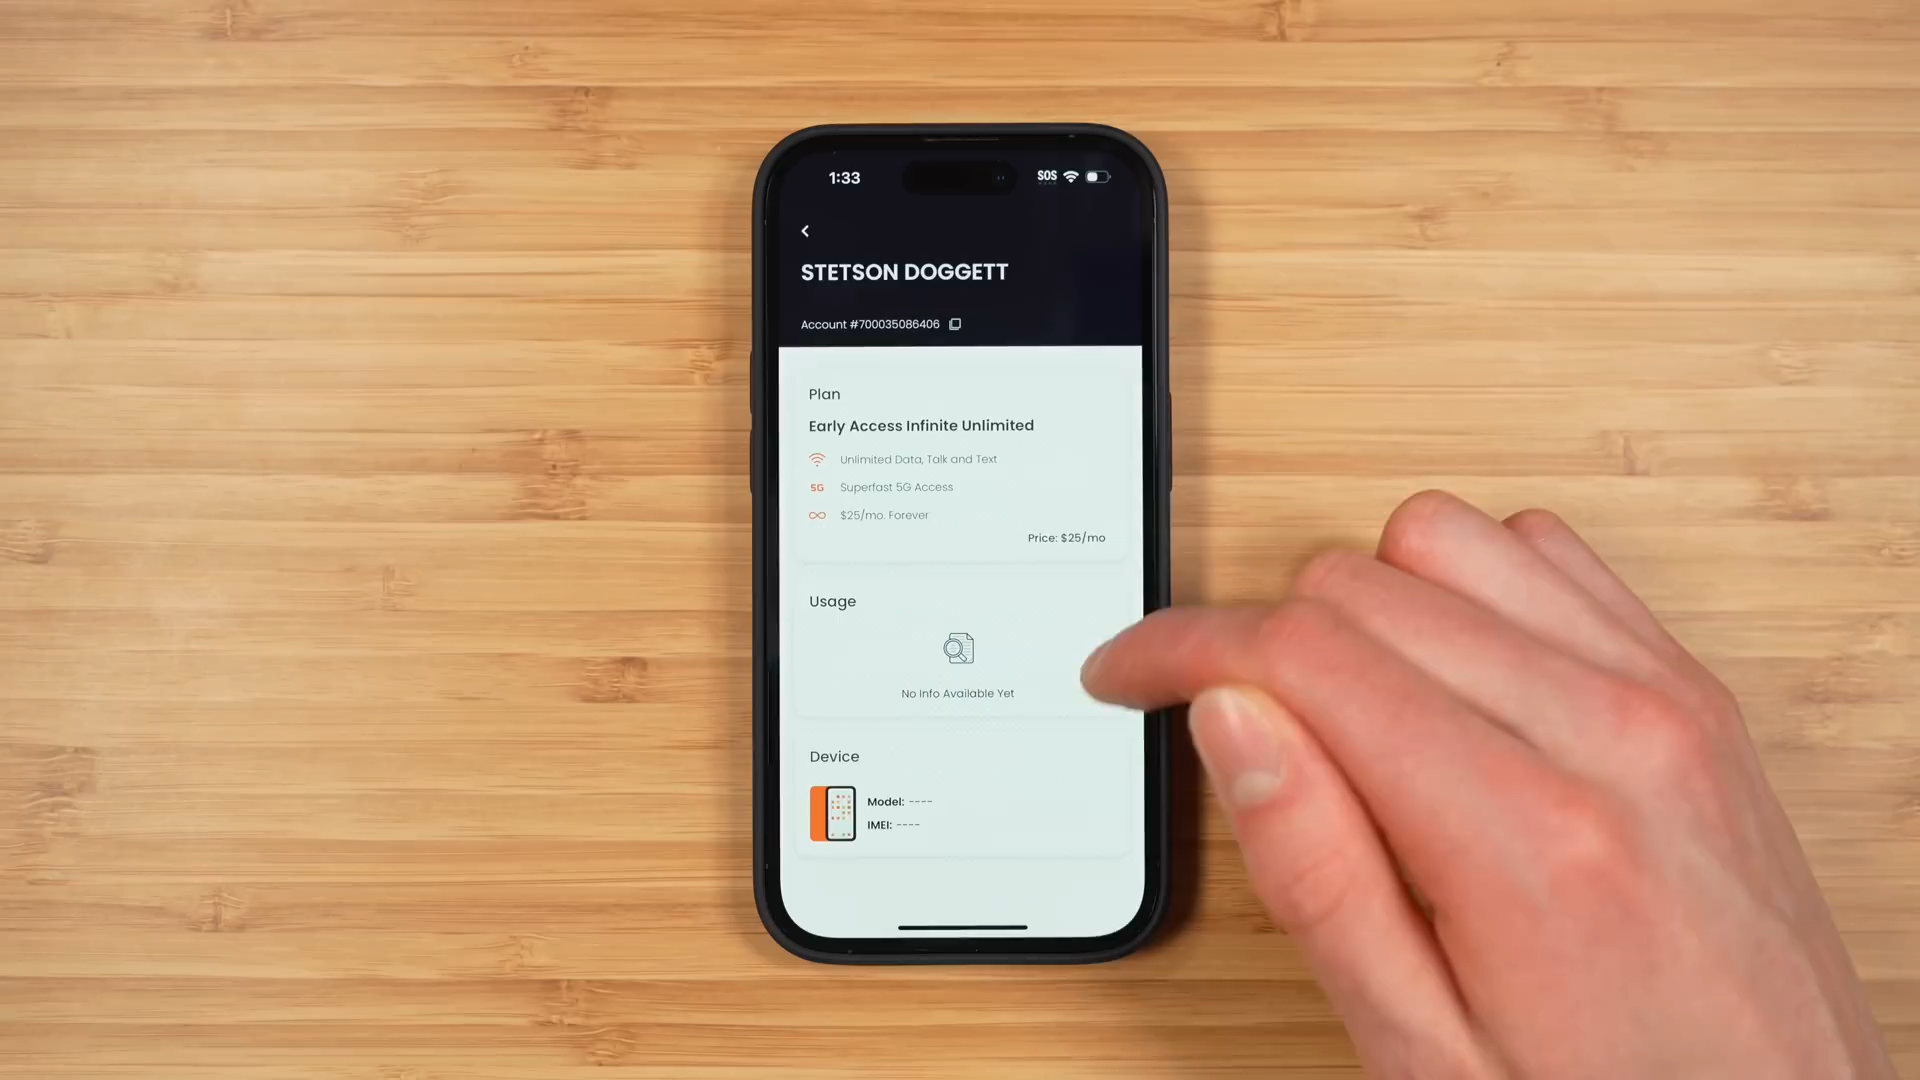 1:33
SOS
STETSON DOGGETT
Account #700035086406
Plan
Early Access Infinite Unlimited
Unlimited Data, Talk and Text
5G Superfast 5G Access
$25/mo. Forever
Price: $25/mo
Usage
No Info Available Yet
Device
Model: ----
IMEI: ----